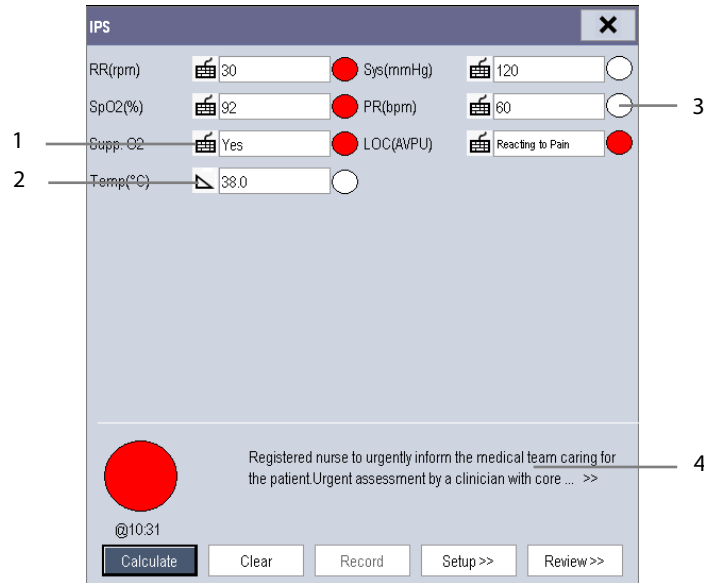 IPS
RR(rpm) 30 Sys(mmHg) 120
SpO2(%) 92 PR(bpm) 60 3
1 Supp. O2 Yes LOC(AVPU) Reacting to Pain
2 Temp(°C) 38.0
Registered nurse to urgently inform the medical team caring for
the patient.Urgent assessment by a clinician with core ... >> 4
@10:31
Calculate Clear Record Setup >> Review >>